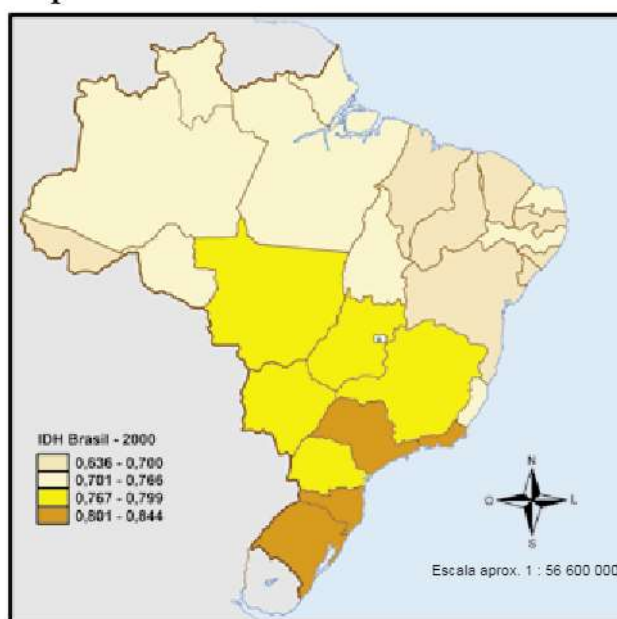 IDH Brasil - 2000
0,636 - 0,700
0,701 - 0,766
0,767 - 0,799
0,801 - 0,844
N
O L
S
Escala aprox. 1 : 56 600 000